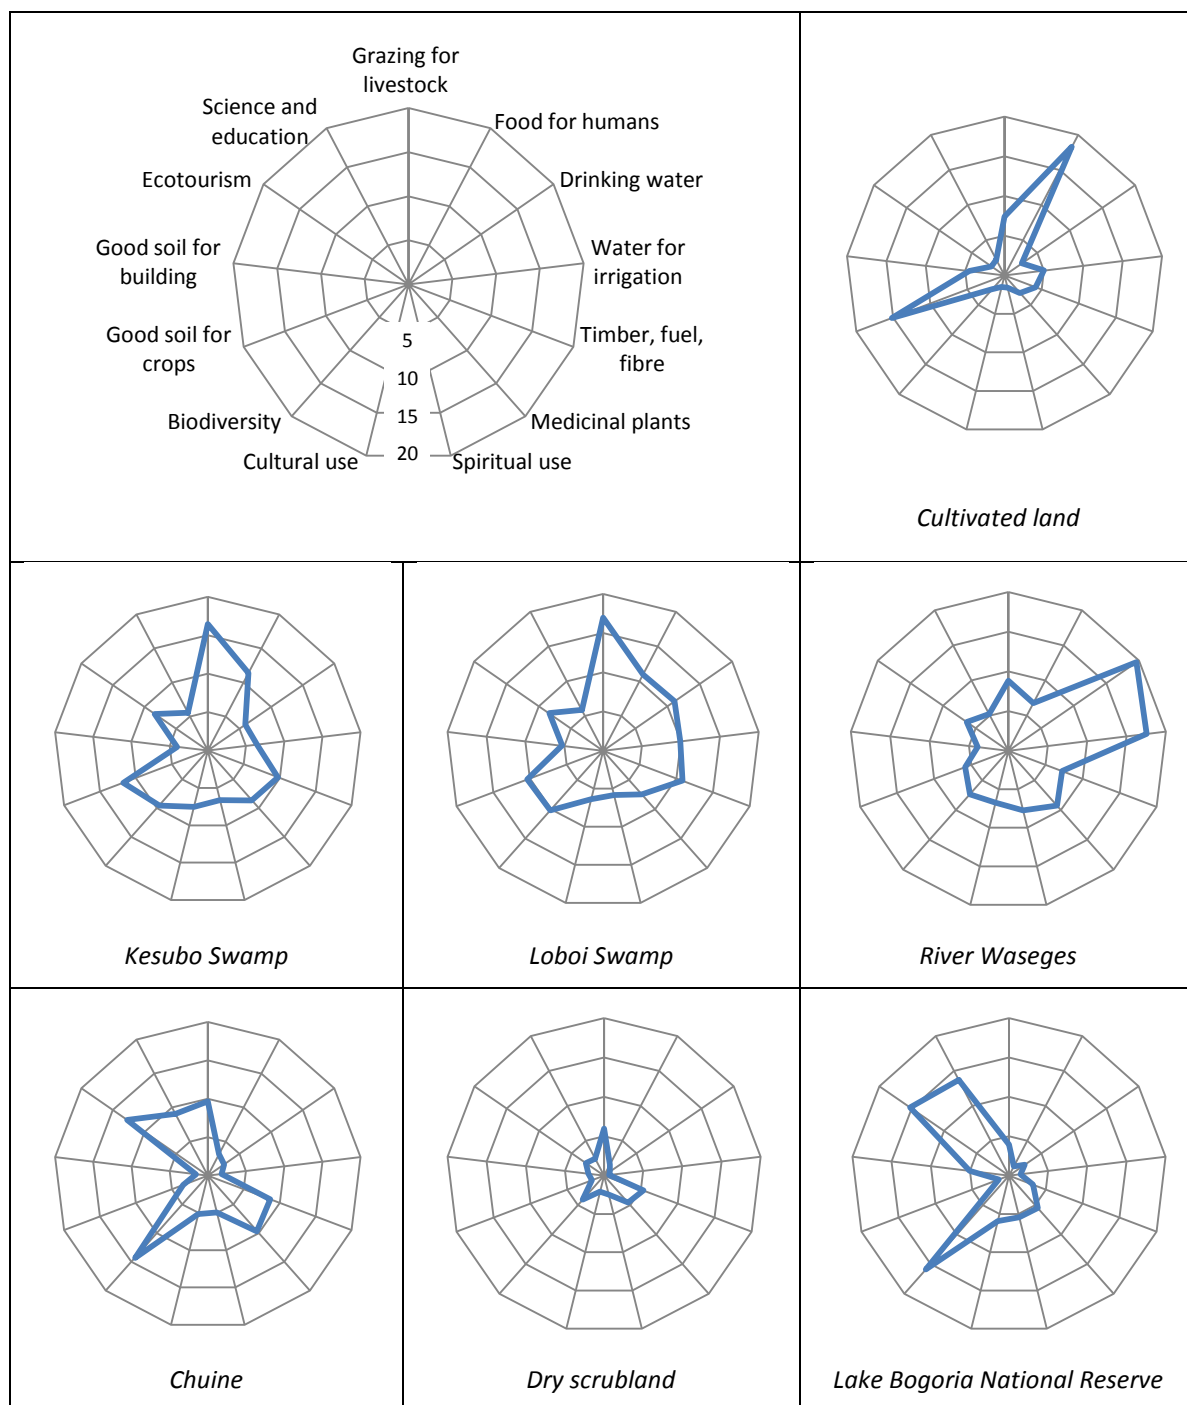 Grazing for
livestock
Science and
education
Food for humans
Ecotourism
Drinking water
Good soil for
building
Water for
irrigation
Good soil for
crops
Timber, fuel,
fibre
Biodiversity
Medicinal plants
Cultural use
Spiritual use
5
10
15
20
Cultivated land
Kesubo Swamp
Loboi Swamp
River Waseges
Chuine
Dry scrubland
Lake Bogoria National Reserve